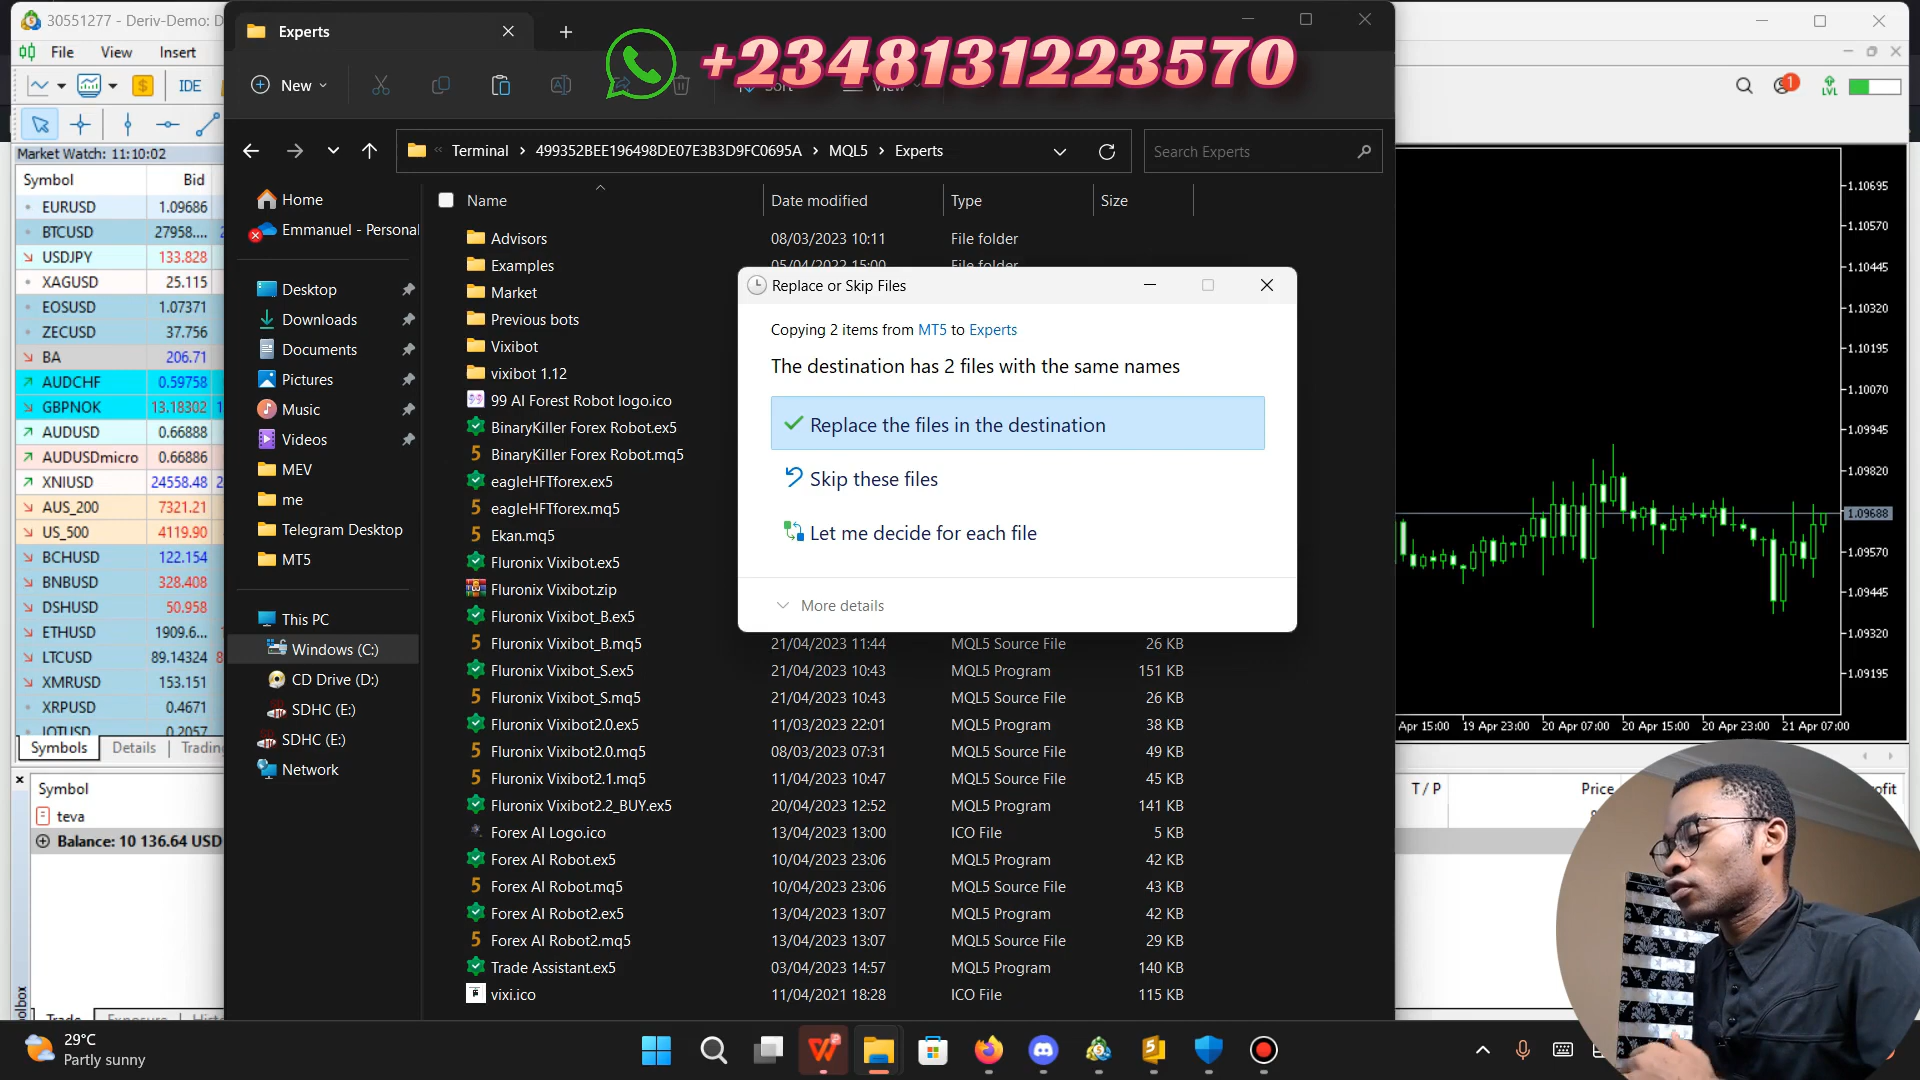 30551277 - Deriv-Demo: D
File View Insert
IDE
Market Watch: 11:10:02
Symbol Bid
EURUSD 1.09686
BTCUSD 27958....
USDJPY 133.828
XAGUSD 25.115
EOSUSD 1.07371
ZECUSD 37.756
BA 206.71
AUDCHF 0.59758
GBPNOK 13.18302
AUDUSD 0.66888
AUDUSDmicro 0.66886
XNIUSD 24558.48
AUS_200 7321.21
US_500 4119.90
BCHUSD 122.154
BNBUSD 328.408
DSHUSD 50.958
ETHUSD 1909.6...
LTCUSD 89.14324
XMRUSD 153.151
XRPUSD 0.4671
IOTUSD 0.2057
Symbols Details Trading
Symbol
teva
Balance: 10 136.64 USD
Experts
+2348131223570
New
Sort
View
Terminal 499352BEE196498DE07E3B3D9FC0695A MQL5 Experts
Search Experts
Home
Emmanuel - Personal
Desktop
Downloads
Documents
Pictures
Music
Videos
MEV
me
Telegram Desktop
MT5
This PC
Windows (C:)
CD Drive (D:)
SDHC (E:)
SDHC (E:)
Network
Name Date modified Type Size
Advisors 08/03/2023 10:11 File folder
Examples 05/04/2022 15:00 File folder
Market
Previous bots
Vixibot
vixibot 1.12
99 AI Forest Robot logo.ico
BinaryKiller Forex Robot.ex5
BinaryKiller Forex Robot.mq5
eagleHFTforex.ex5
eagleHFTforex.mq5
Ekan.mq5
Fluronix Vixibot.ex5
Fluronix Vixibot.zip
Fluronix Vixibot_B.ex5
Fluronix Vixibot_B.mq5 21/04/2023 11:44 MQL5 Source File 26 KB
Fluronix Vixibot_S.ex5 21/04/2023 10:43 MQL5 Program 151 KB
Fluronix Vixibot_S.mq5 21/04/2023 10:43 MQL5 Source File 26 KB
Fluronix Vixibot2.0.ex5 11/03/2023 22:01 MQL5 Program 38 KB
Fluronix Vixibot2.0.mq5 08/03/2023 07:31 MQL5 Source File 49 KB
Fluronix Vixibot2.1.mq5 11/04/2023 10:47 MQL5 Source File 45 KB
Fluronix Vixibot2.2_BUY.ex5 20/04/2023 12:52 MQL5 Program 141 KB
Forex AI Logo.ico 13/04/2023 13:00 ICO File 5 KB
Forex AI Robot.ex5 10/04/2023 23:06 MQL5 Program 42 KB
Forex AI Robot.mq5 10/04/2023 23:06 MQL5 Source File 43 KB
Forex AI Robot2.ex5 13/04/2023 13:07 MQL5 Program 42 KB
Forex AI Robot2.mq5 13/04/2023 13:07 MQL5 Source File 29 KB
Trade Assistant.ex5 03/04/2023 14:57 MQL5 Program 140 KB
vixi.ico 11/04/2021 18:28 ICO File 115 KB
Replace or Skip Files
Copying 2 items from MT5 to Experts
The destination has 2 files with the same names
Replace the files in the destination
Skip these files
Let me decide for each file
More details
1
LVL
1.10695
1.10570
1.10445
1.10320
1.10195
1.10070
1.09945
1.09820
1.09688
1.09570
1.09445
1.09320
1.09195
Apr 15:00 19 Apr 23:00 20 Apr 07:00 20 Apr 15:00 20 Apr 23:00 21 Apr 07:00
T / P Price ofit
29°C
Partly sunny